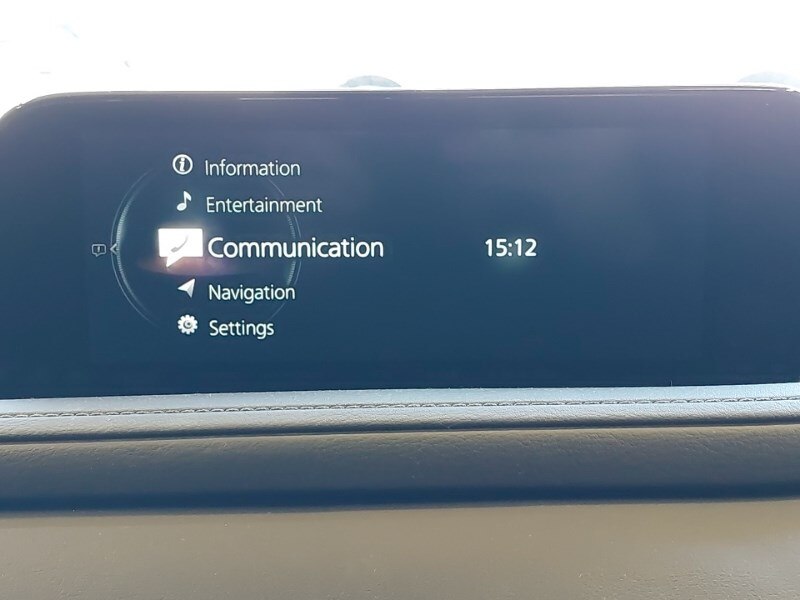 Information
Entertainment
Communication
15:12
Navigation
Settings